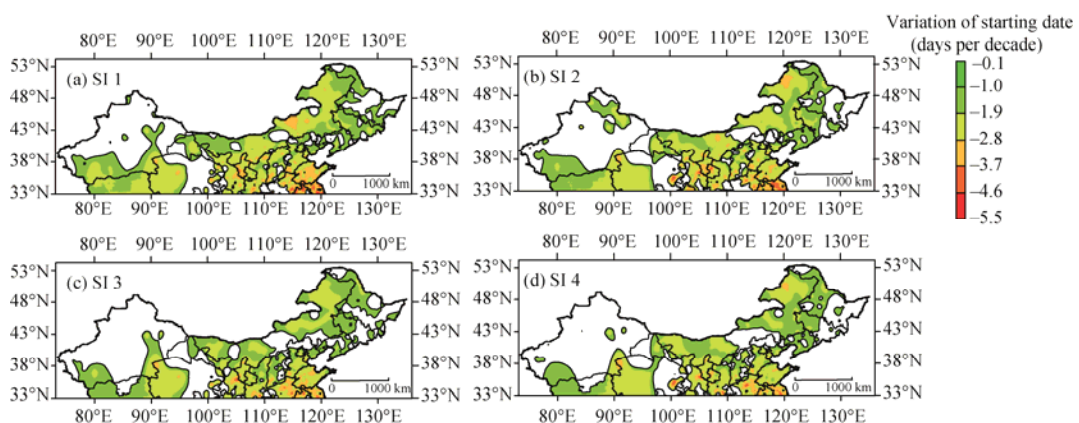 Variation of starting date
(days per decade)
80°E 90°E 100°E 110°E 120°E 130°E
80°E 90°E 100°E 110°E 120°E 130°E
53°N 53°N 53°N 53°N
(a) SI 1
(b) SI 2
48°N 48°N 48°N 48°N
43°N 43°N 43°N 43°N
38°N 38°N 38°N 38°N
33°N 33°N 33°N 33°N
0 1000 km
0 1000 km
80°E 90°E 100°E 110°E 120°E 130°E
80°E 90°E 100°E 110°E 120°E 130°E
−0.1
−1.0
−1.9
−2.8
−3.7
−4.6
−5.5
80°E 90°E 100°E 110°E 120°E 130°E
80°E 90°E 100°E 110°E 120°E 130°E
53°N 53°N 53°N 53°N
(c) SI 3
(d) SI 4
48°N 48°N 48°N 48°N
43°N 43°N 43°N 43°N
38°N 38°N 38°N 38°N
33°N 33°N 33°N 33°N
0 1000 km
0 1000 km
80°E 90°E 100°E 110°E 120°E 130°E
80°E 90°E 100°E 110°E 120°E 130°E